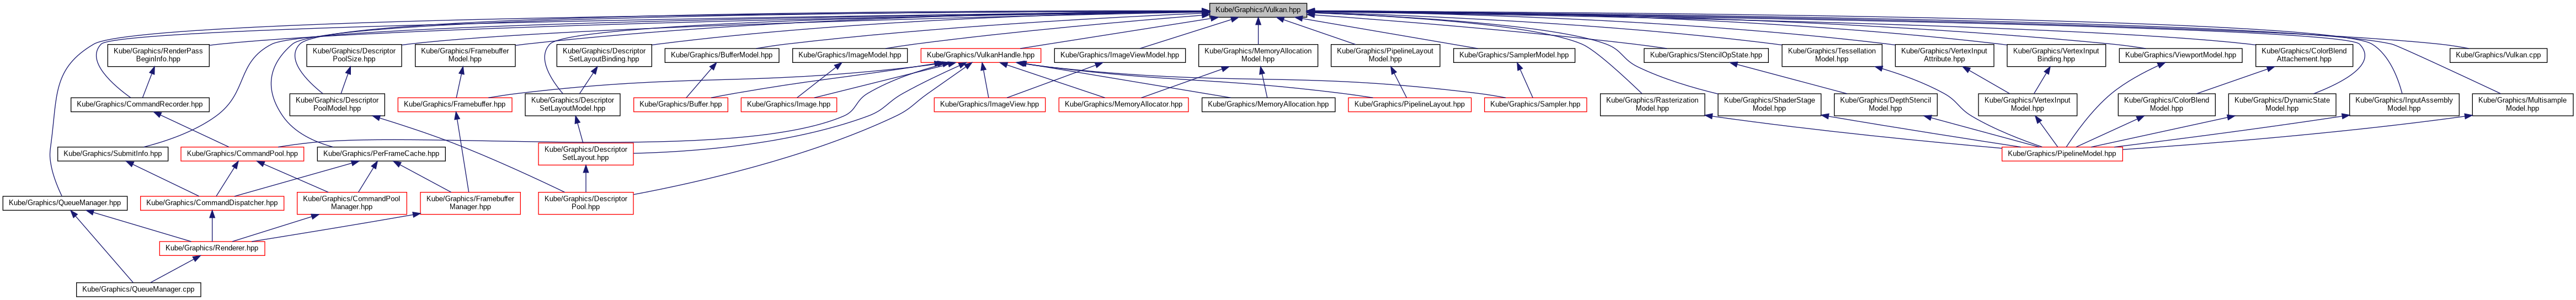 Kube/Graphics/Vulkan.hpp
Kube/Graphics/RenderPass
BeginInfo.hpp
Kube/Graphics/Descriptor
PoolSize.hpp
Kube/Graphics/Framebuffer
Model.hpp
Kube/Graphics/Descriptor
SetLayoutBinding.hpp
Kube/Graphics/BufferModel.hpp
Kube/Graphics/ImageModel.hpp
Kube/Graphics/VulkanHandle.hpp
Kube/Graphics/ImageViewModel.hpp
Kube/Graphics/MemoryAllocation
Model.hpp
Kube/Graphics/PipelineLayout
Model.hpp
Kube/Graphics/SamplerModel.hpp
Kube/Graphics/StencilOpState.hpp
Kube/Graphics/Tessellation
Model.hpp
Kube/Graphics/VertexInput
Attribute.hpp
Kube/Graphics/VertexInput
Binding.hpp
Kube/Graphics/ViewportModel.hpp
Kube/Graphics/ColorBlend
Attachement.hpp
Kube/Graphics/Vulkan.cpp
Kube/Graphics/CommandRecorder.hpp
Kube/Graphics/Descriptor
PoolModel.hpp
Kube/Graphics/Framebuffer.hpp
Kube/Graphics/Descriptor
SetLayoutModel.hpp
Kube/Graphics/Buffer.hpp
Kube/Graphics/Image.hpp
Kube/Graphics/ImageView.hpp
Kube/Graphics/MemoryAllocator.hpp
Kube/Graphics/MemoryAllocation.hpp
Kube/Graphics/PipelineLayout.hpp
Kube/Graphics/Sampler.hpp
Kube/Graphics/Rasterization
Model.hpp
Kube/Graphics/ShaderStage
Model.hpp
Kube/Graphics/DepthStencil
Model.hpp
Kube/Graphics/VertexInput
Model.hpp
Kube/Graphics/ColorBlend
Model.hpp
Kube/Graphics/DynamicState
Model.hpp
Kube/Graphics/InputAssembly
Model.hpp
Kube/Graphics/Multisample
Model.hpp
Kube/Graphics/SubmitInfo.hpp
Kube/Graphics/CommandPool.hpp
Kube/Graphics/PerFrameCache.hpp
Kube/Graphics/Descriptor
SetLayout.hpp
Kube/Graphics/PipelineModel.hpp
Kube/Graphics/QueueManager.hpp
Kube/Graphics/CommandDispatcher.hpp
Kube/Graphics/CommandPool
Manager.hpp
Kube/Graphics/Framebuffer
Manager.hpp
Kube/Graphics/Descriptor
Pool.hpp
Kube/Graphics/Renderer.hpp
Kube/Graphics/QueueManager.cpp